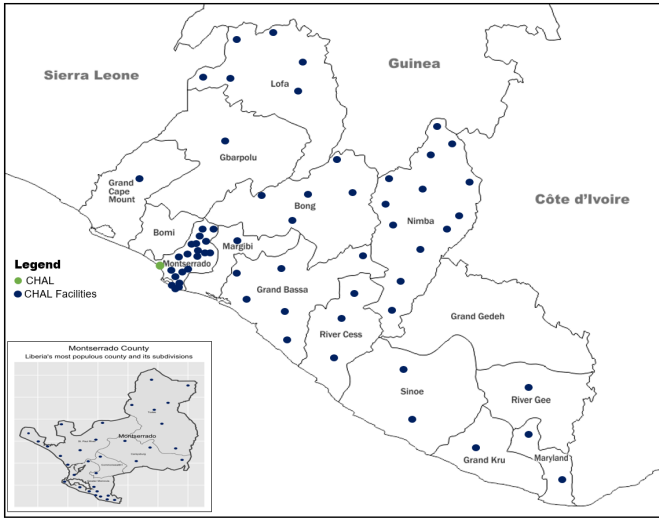 Sierra Leone
Guinea
Côte d'Ivoire
Lofa
Gbarpolu
Grand
Cape
Mount
Bong
Nimba
Bomi
Margibi
Montserrado
Grand Bassa
River Cess
Grand Gedeh
Sinoe
River Gee
Grand Kru
Maryland
Legend
CHAL
CHAL Facilities
Montserrado County
Liberia's most populous county and its subdivisions
Montserrado